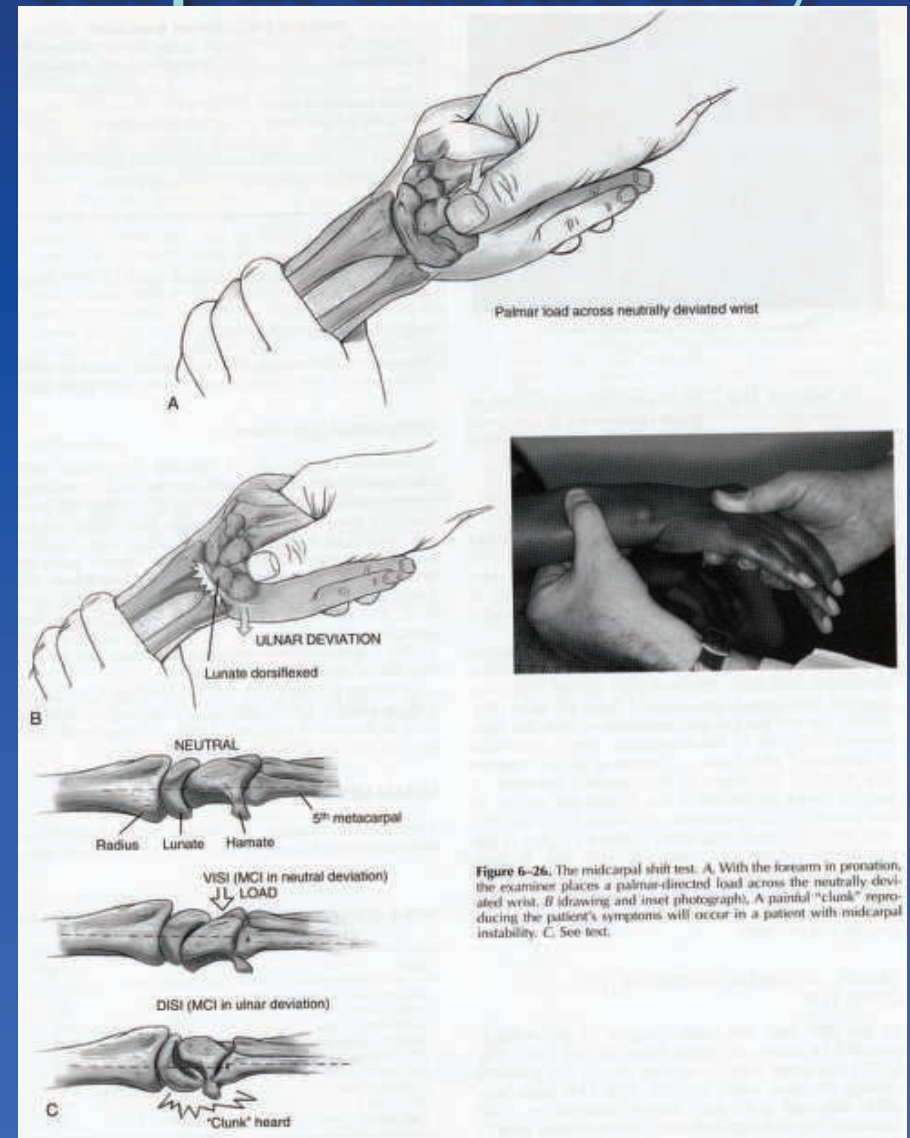 Palmar load across neutrally deviated wrist
A
ULNAR DEVIATION
Lunate dorsiflexed
B
NEUTRAL
Radius
Lunate
Hamate
5th metacarpal
VISI (MCI in neutral deviation)
LOAD
DISI (MCI in ulnar deviation)
C
"Clunk" heard
Figure 6–26. The midcarpal shift test. A, With the forearm in pronation,
the examiner places a palmar-directed load across the neutrally devi-
ated wrist. B (drawing and inset photograph), A painful "clunk" repro-
ducing the patient's symptoms will occur in a patient with midcarpal
instability. C, See text.